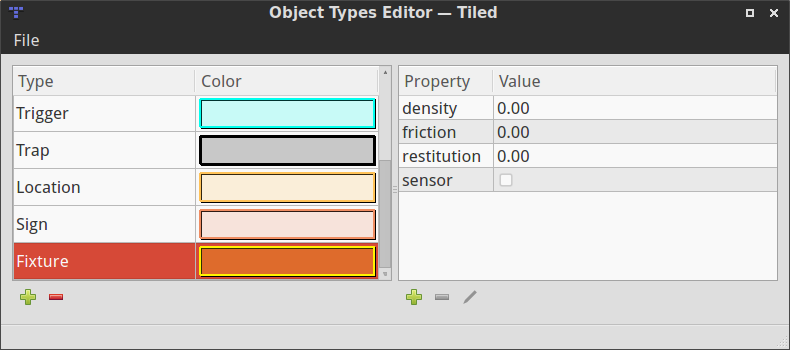 Object Types Editor — Tiled
File
Type Color
Trigger
Trap
Location
Sign
Fixture
Property Value
density 0.00
friction 0.00
restitution 0.00
sensor